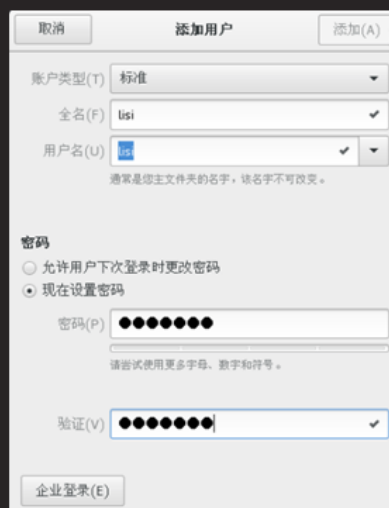 取消 添加用户 添加(A)
账户类型(T) 标准
全名(F) lisi
用户名(U) lisi
通常是您主文件夹的名字，该名字不可改变。
密码
允许用户下次登录时更改密码
现在设置密码
密码(P) ●●●●●●●
请尝试使用更多字母、数字和符号。
验证(V) ●●●●●●●
企业登录(E)